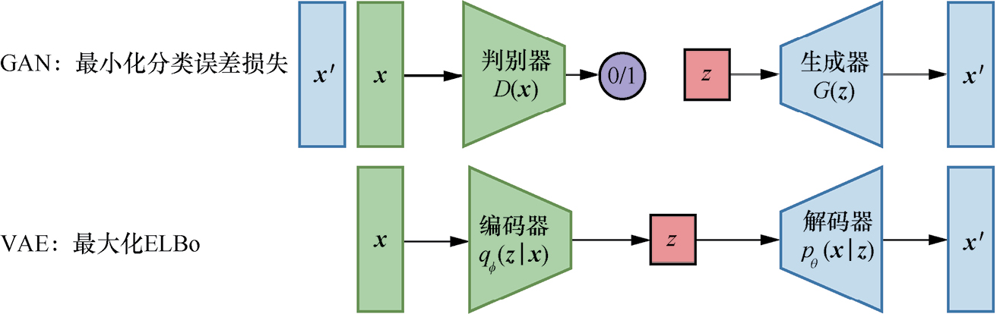 GAN：最小化分类误差损失
x′
x
判别器
D(x)
0/1
z
生成器
G(z)
x′
VAE：最大化ELBo
x
编码器
qϕ(z|x)
z
解码器
pθ(x|z)
x′